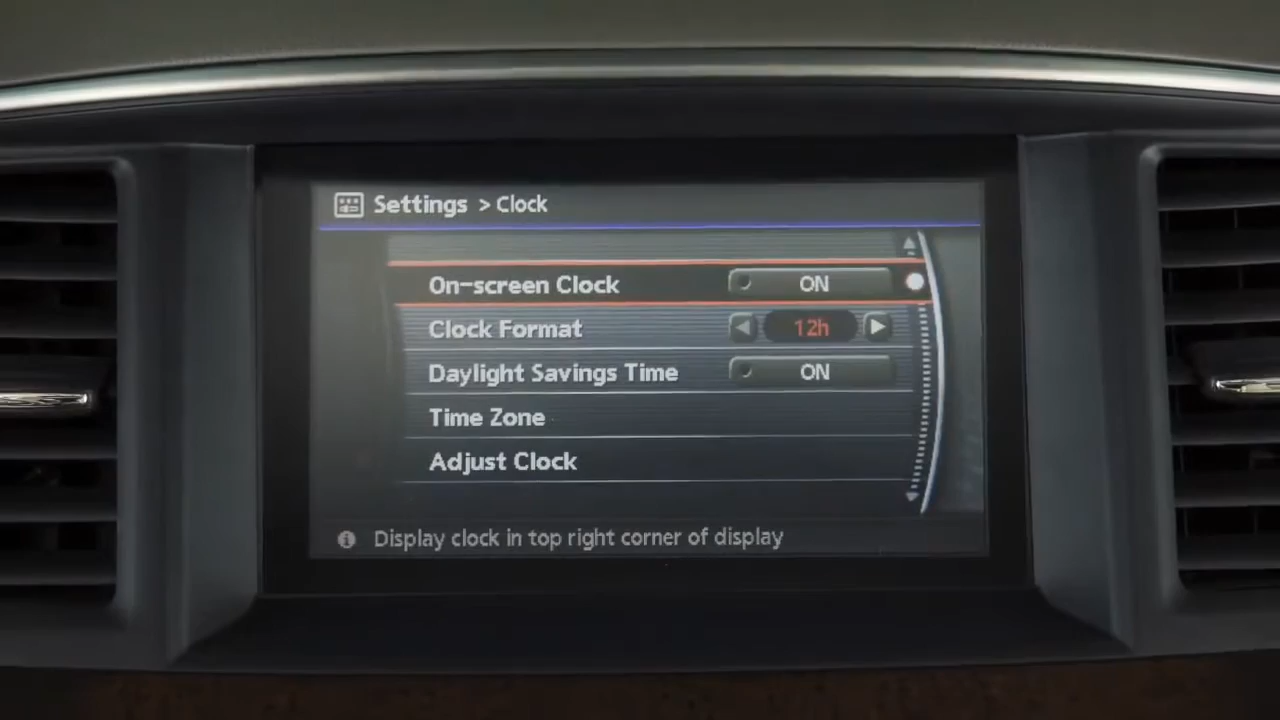 Settings > Clock
On-screen Clock ON
Clock Format 12h
Daylight Savings Time ON
Time Zone
Adjust Clock
Display clock in top right corner of display